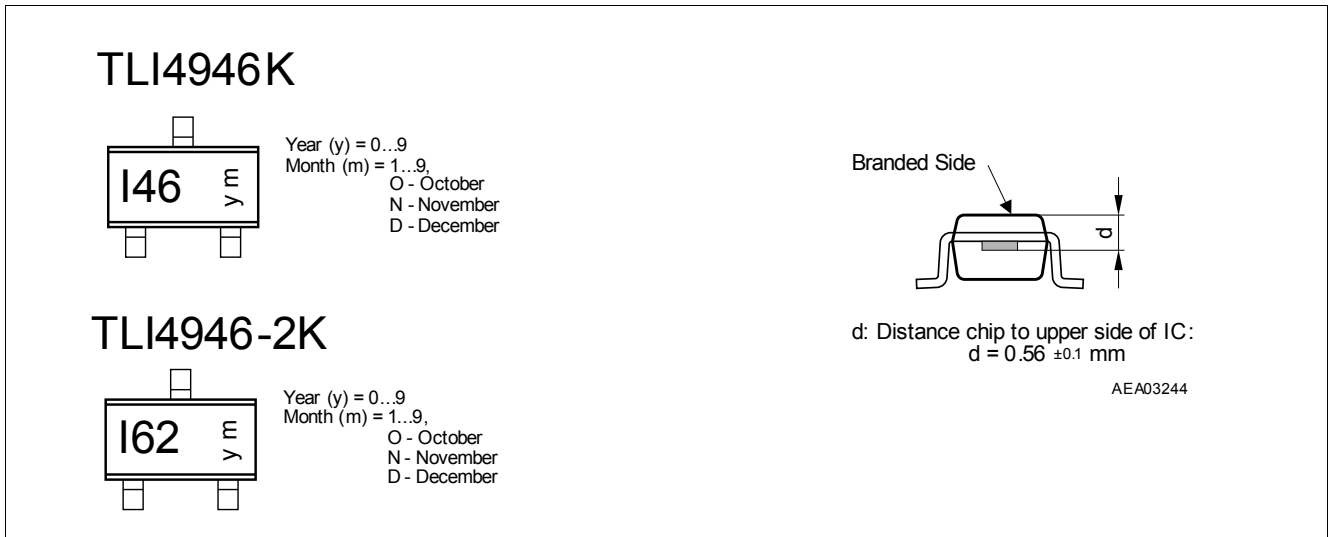 TLI4946K
I46
y m
Year (y) = 0...9
Month (m) = 1...9,
O - October
N - November
D - December
TLI4946-2K
I62
y m
Year (y) = 0...9
Month (m) = 1...9,
O - October
N - November
D - December
Branded Side
d
d: Distance chip to upper side of IC:
d = 0.56 ±0.1 mm
AEA03244